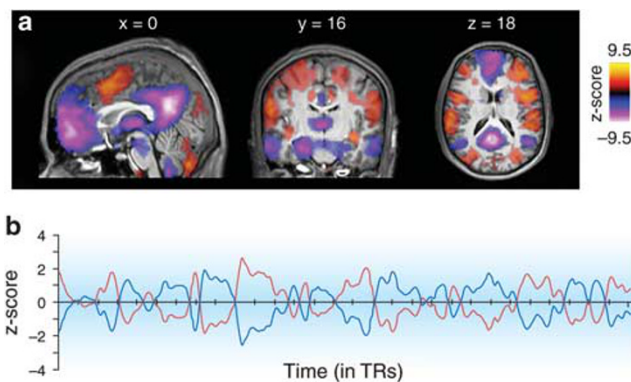 a
x = 0
y = 16
z = 18
9.5
z-score
−9.5
b
4
2
0
−2
−4
z-score
Time (in TRs)